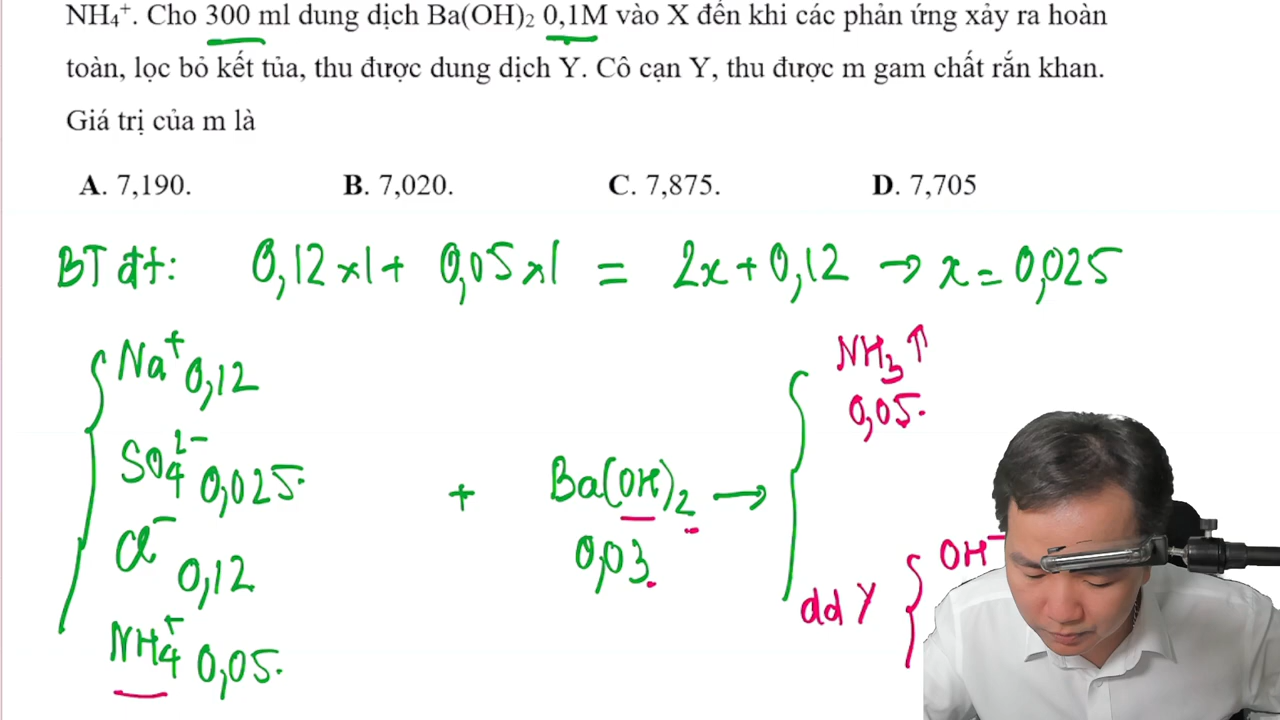 NH₄⁺. Cho 300 ml dung dịch Ba(OH)₂ 0,1M vào X đến khi các phản ứng xảy ra hoàn
toàn, lọc bỏ kết tủa, thu được dung dịch Y. Cô cạn Y, thu được m gam chất rắn khan.
Giá trị của m là
A. 7,190. B. 7,020. C. 7,875. D. 7,705
BT đt: 0,12x1 + 0,05x1 = 2x + 0,12 → x = 0,025
Na⁺ 0,12
SO₄²⁻ 0,025.
Cl⁻ 0,12
NH₄⁺ 0,05.
+ Ba(OH)₂ →
0,03.
NH₃ ↑
0,05.
dd Y { OH⁻